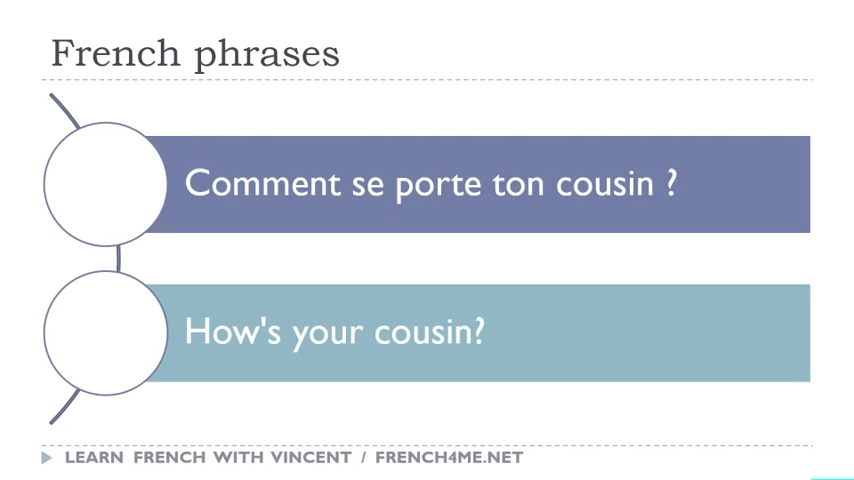 French phrases
Comment se porte ton cousin ?
How's your cousin?
LEARN FRENCH WITH VINCENT / FRENCH4ME.NET